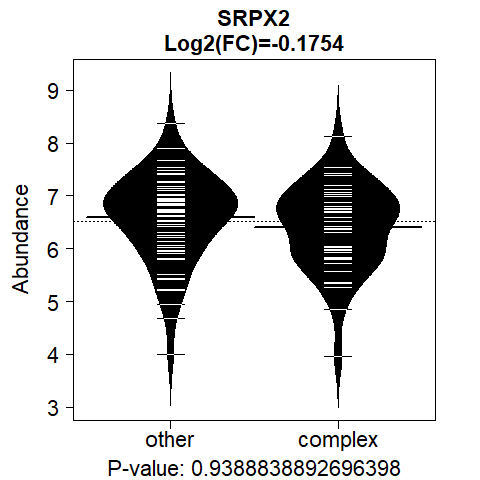 SRPX2
Log2(FC)=-0.1754
Abundance
9
8
7
6
5
4
3
other
complex
P-value: 0.9388838892696398